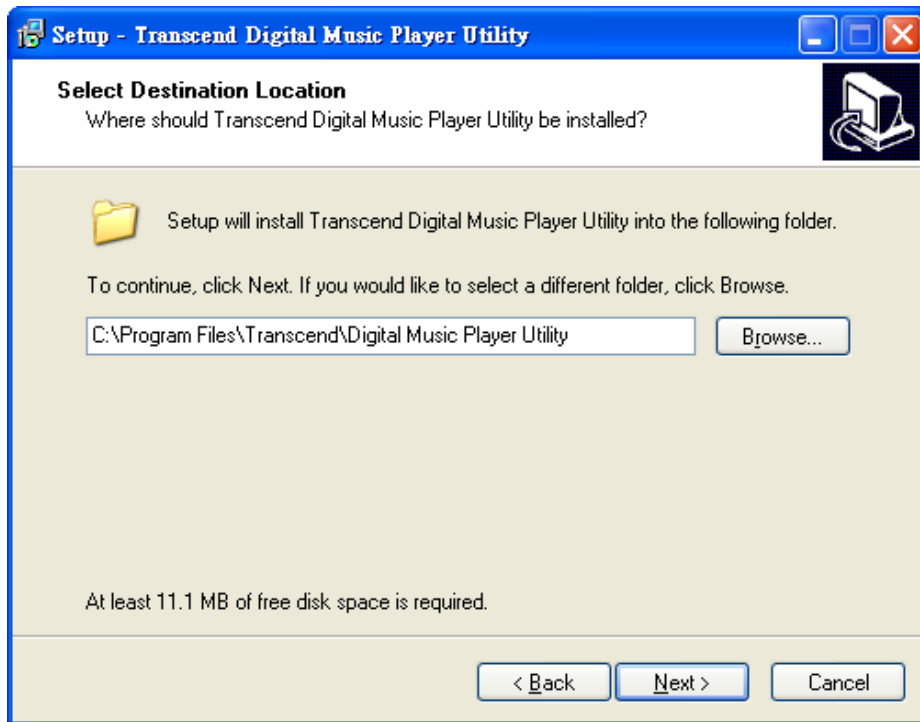 Setup - Transcend Digital Music Player Utility
Select Destination Location
Where should Transcend Digital Music Player Utility be installed?
Setup will install Transcend Digital Music Player Utility into the following folder.
To continue, click Next. If you would like to select a different folder, click Browse.
C:\Program Files\Transcend\Digital Music Player Utility
Browse...
At least 11.1 MB of free disk space is required.
< Back
Next >
Cancel